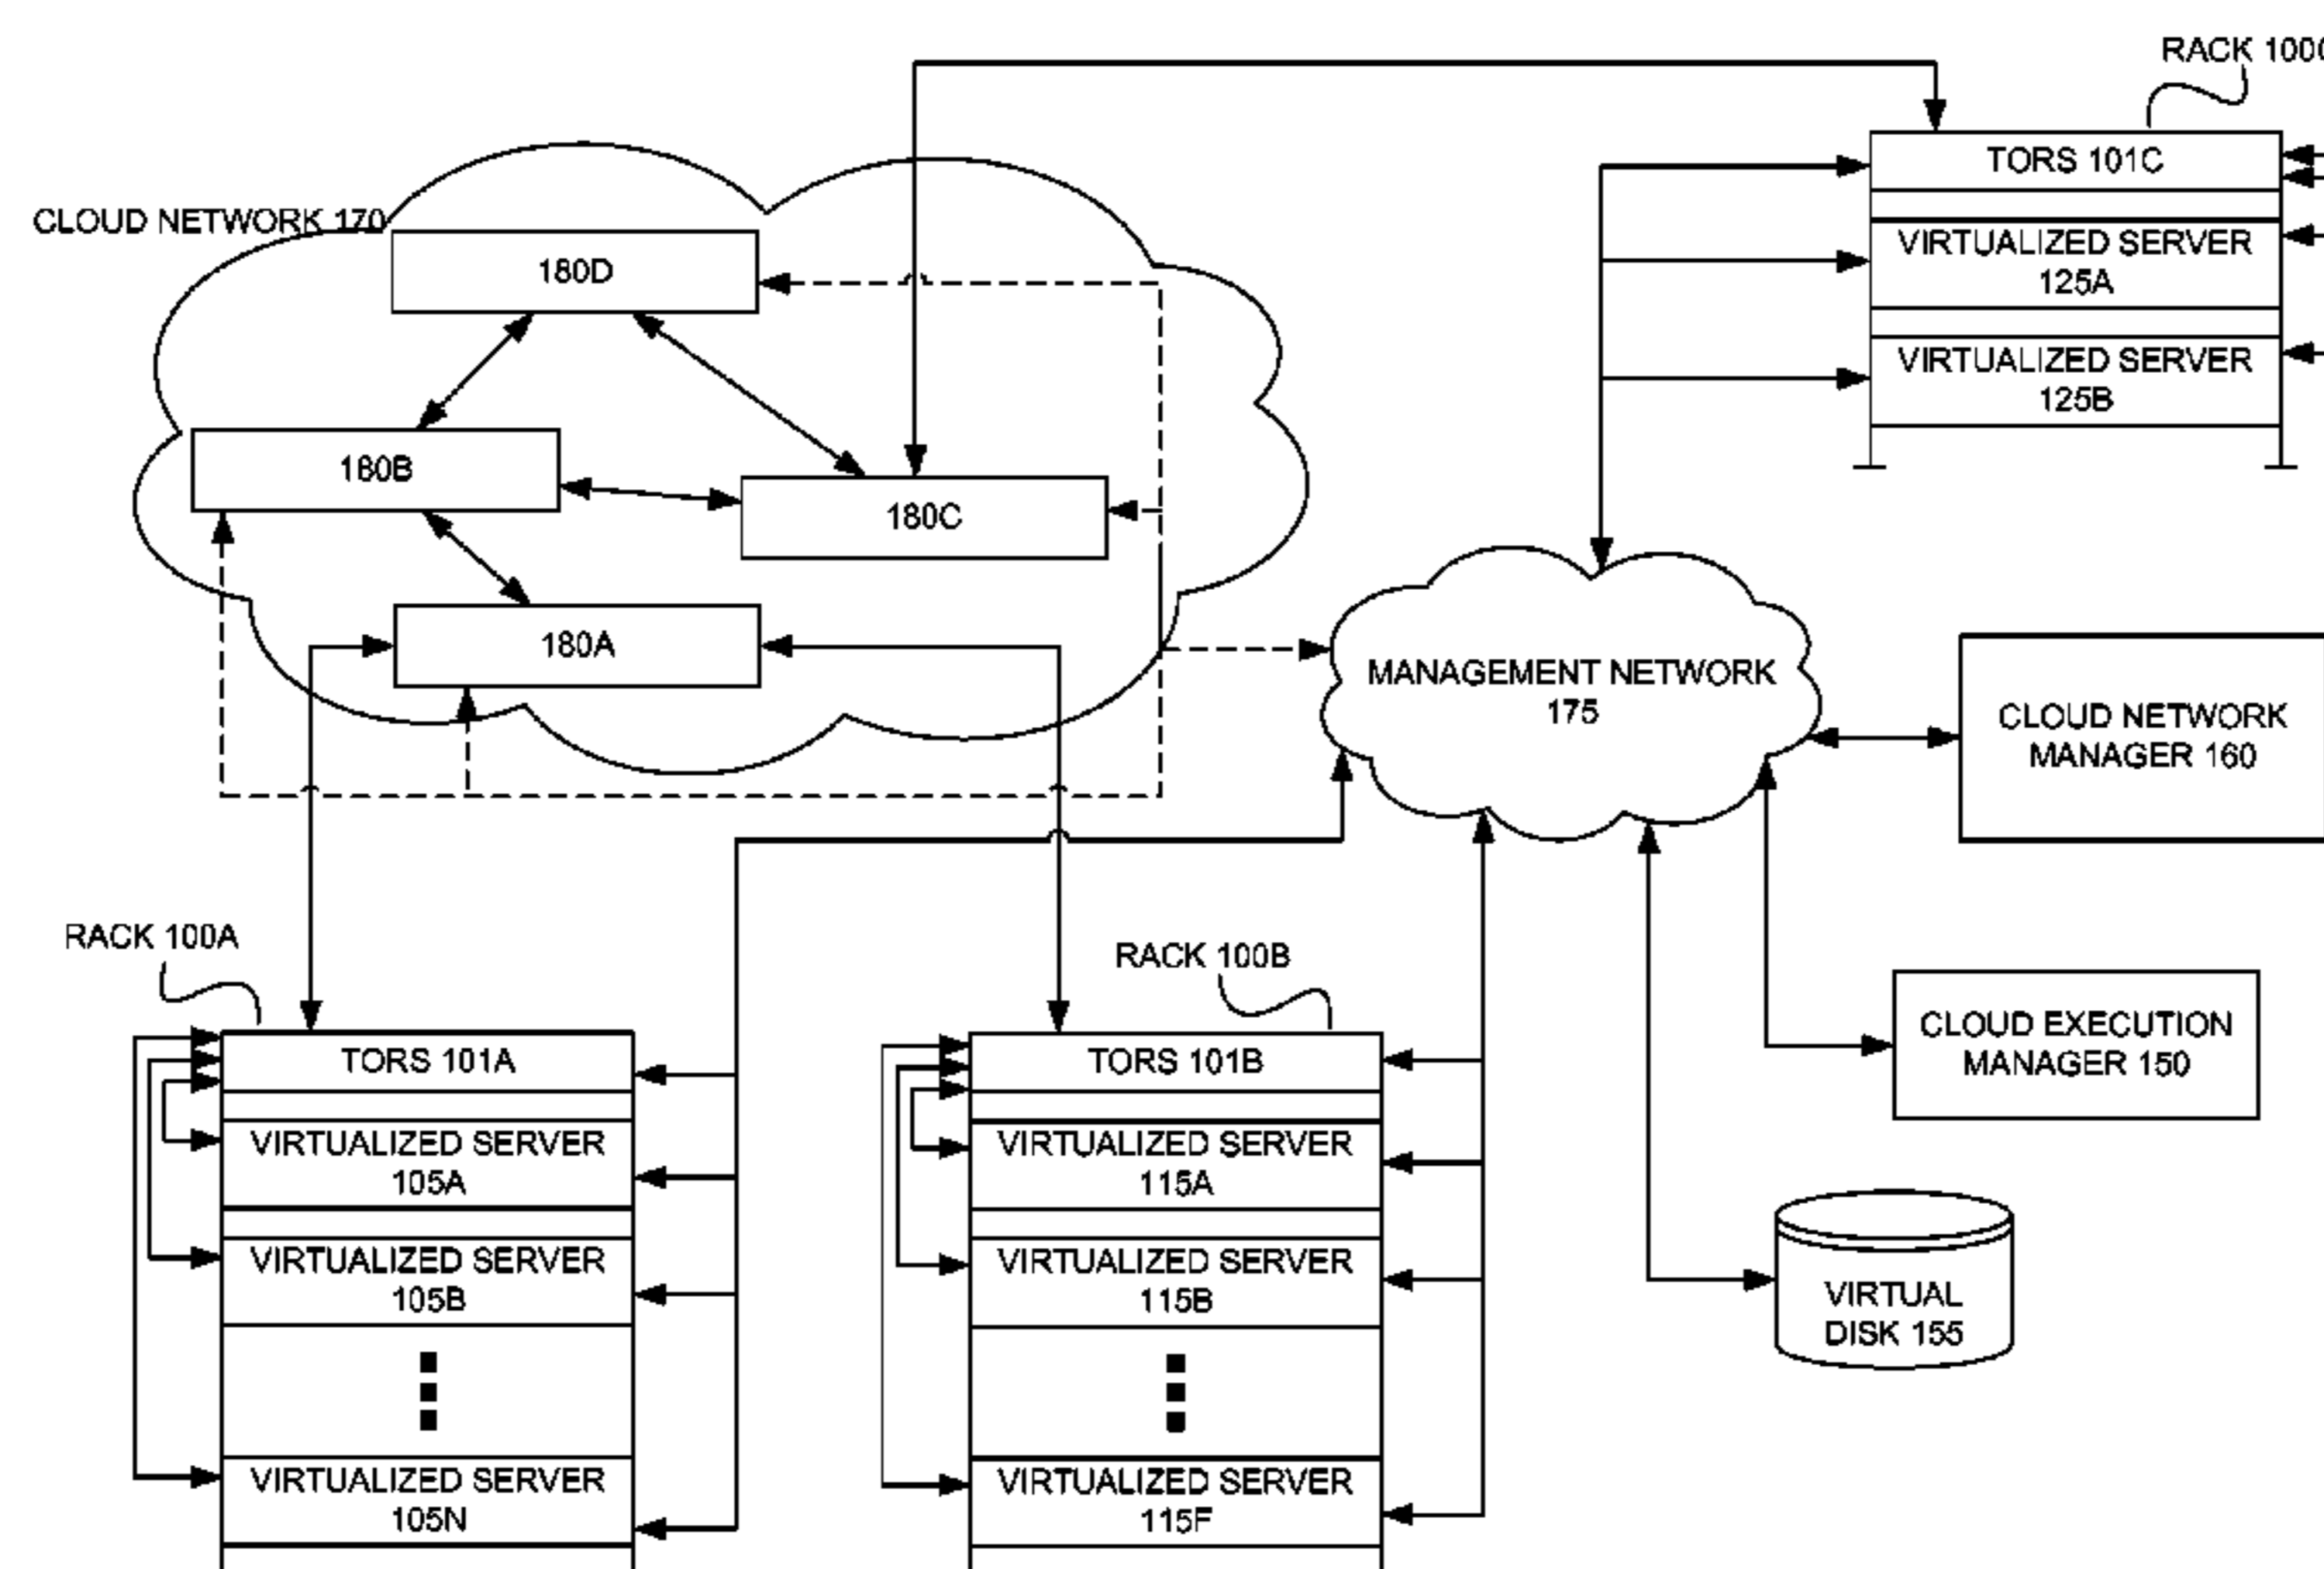 RACK 100C
TORS 101C
CLOUD NETWORK 170
VIRTUALIZED SERVER
125A
180D
VIRTUALIZED SERVER
125B
180B
180C
180A
MANAGEMENT NETWORK
175
CLOUD NETWORK
MANAGER 160
RACK 100A
RACK 100B
CLOUD EXECUTION
MANAGER 150
TORS 101A
TORS 101B
VIRTUALIZED SERVER
105A
VIRTUALIZED SERVER
115A
VIRTUALIZED SERVER
105B
VIRTUALIZED SERVER
115B
VIRTUAL
DISK 155
VIRTUALIZED SERVER
105N
VIRTUALIZED SERVER
115F